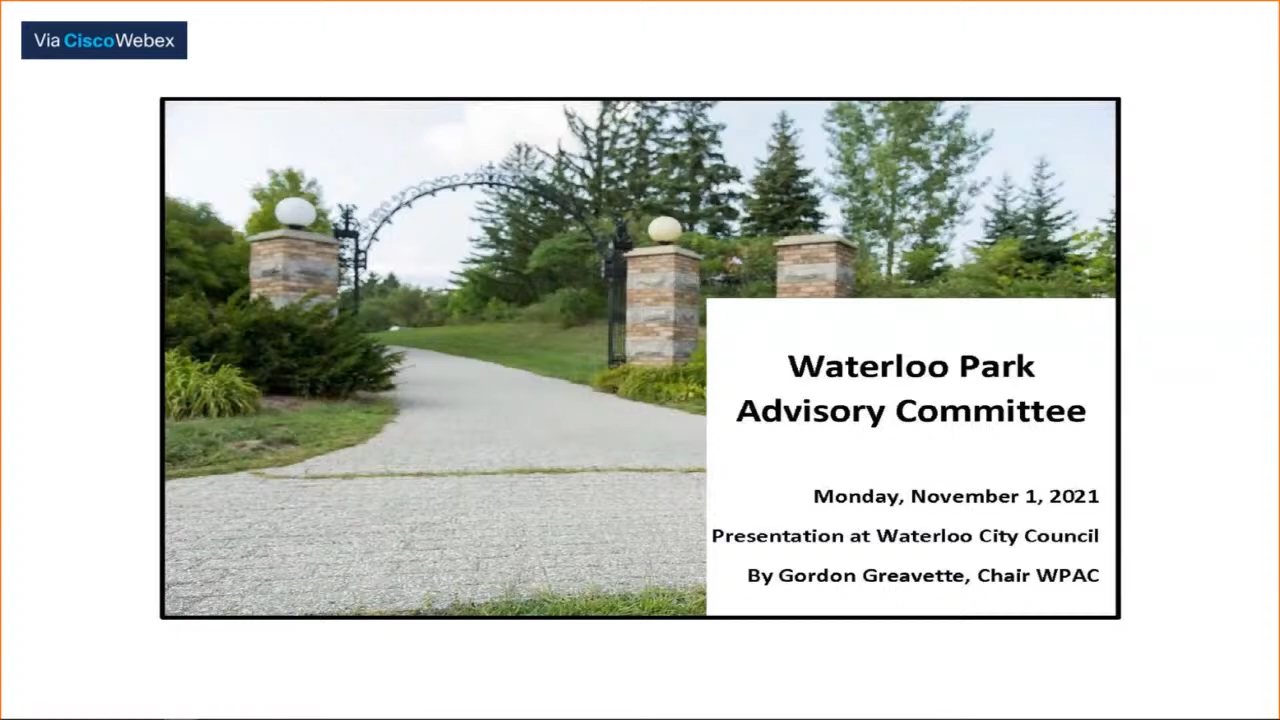 Via CiscoWebex
Waterloo Park
Advisory Committee
Monday, November 1, 2021
Presentation at Waterloo City Council
By Gordon Greavette, Chair WPAC